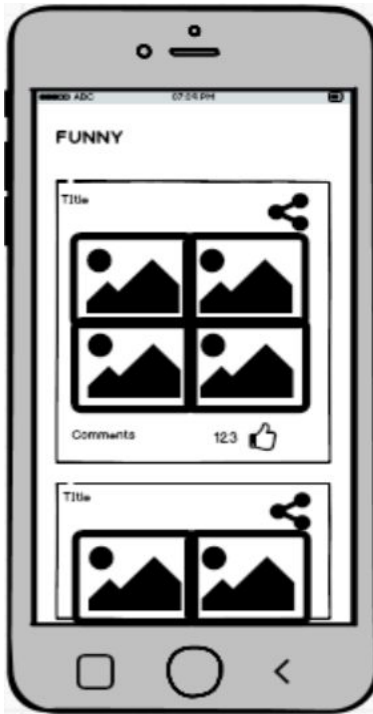 ABC 07:09 PM
FUNNY
Title
Comments 123
Title